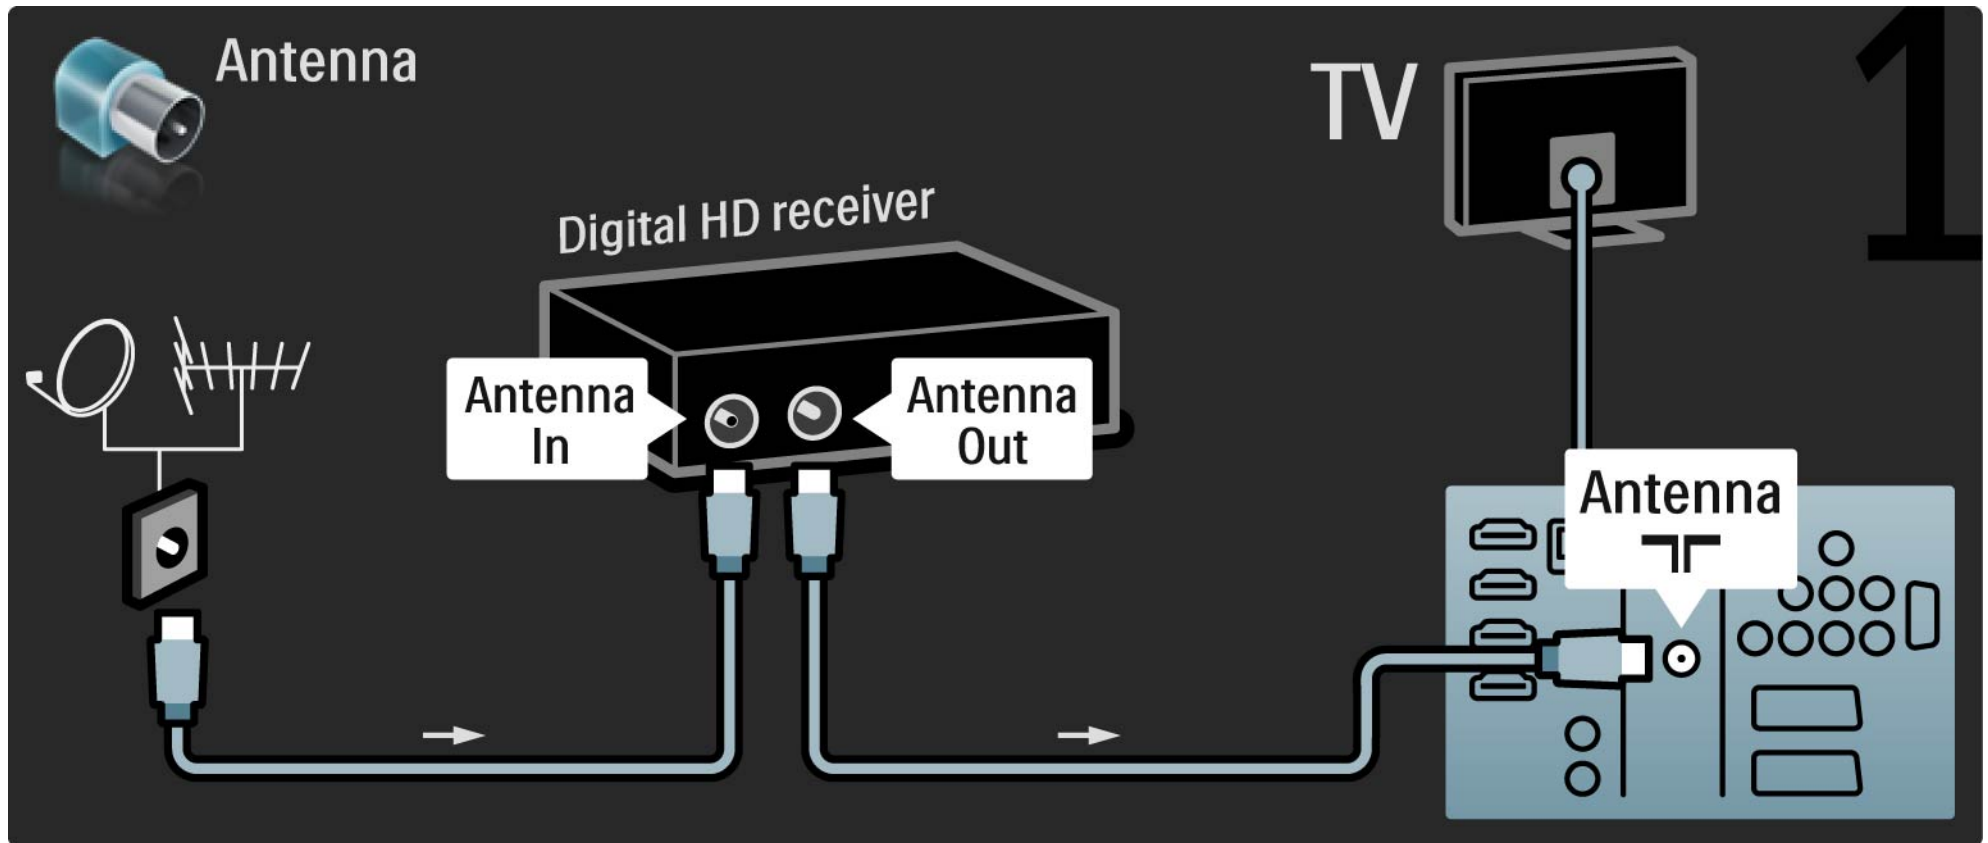 Antenna
TV
1
Digital HD receiver
Antenna
In
Antenna
Out
Antenna